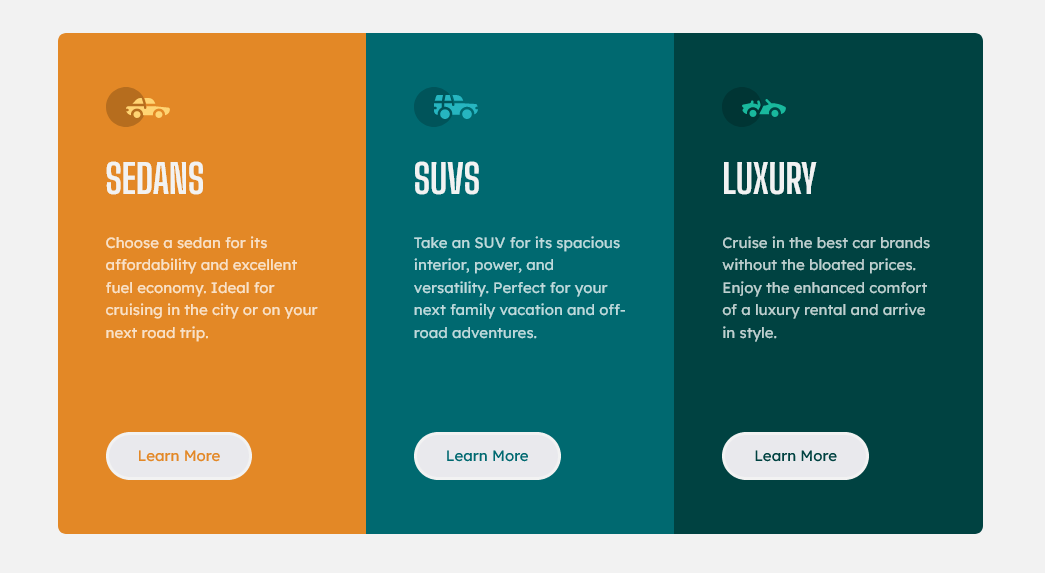 SEDANS
Choose a sedan for its
affordability and excellent
fuel economy. Ideal for
cruising in the city or on your
next road trip.
Learn More
SUVS
Take an SUV for its spacious
interior, power, and
versatility. Perfect for your
next family vacation and off-
road adventures.
Learn More
LUXURY
Cruise in the best car brands
without the bloated prices.
Enjoy the enhanced comfort
of a luxury rental and arrive
in style.
Learn More